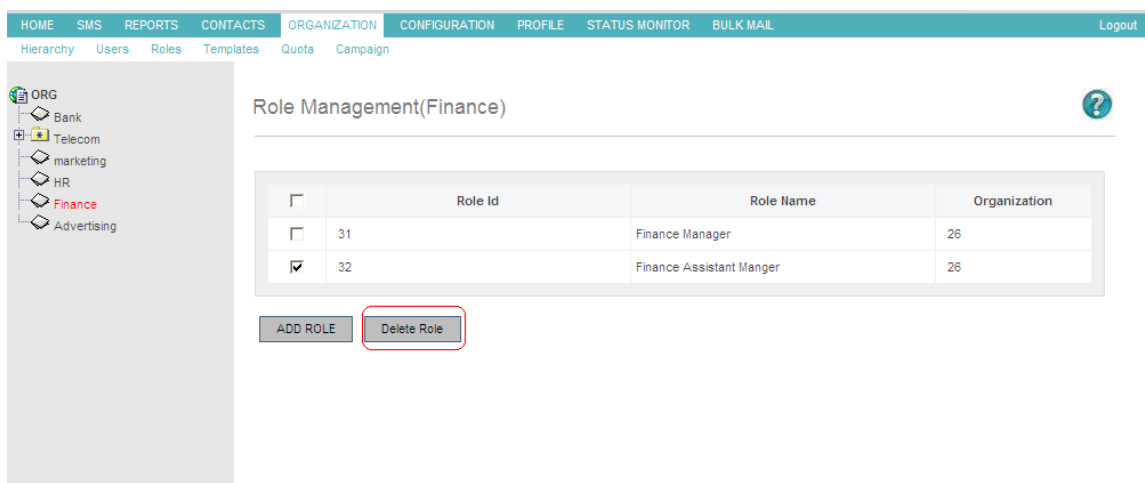 HOME SMS REPORTS CONTACTS ORGANIZATION CONFIGURATION PROFILE STATUS MONITOR BULK MAIL Logout
Hierarchy Users Roles Templates Quota Campaign
ORG
Bank
Telecom
marketing
HR
Finance
Advertising
Role Management(Finance)
?
Role Id Role Name Organization
31 Finance Manager 26
32 Finance Assistant Manger 26
ADD ROLE Delete Role